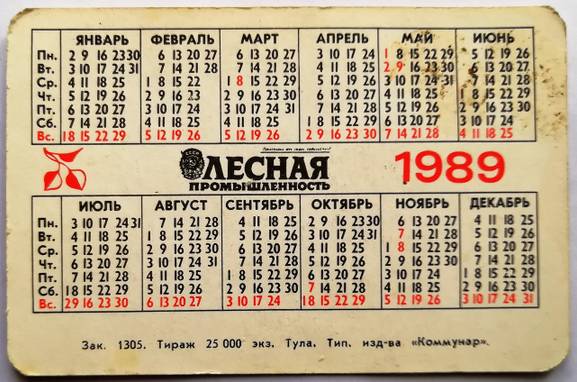 ЯНВАРЬ ФЕВРАЛЬ МАРТ АПРЕЛЬ МАЙ ИЮНЬ
Пн. 2 9 16 23 30 6 13 20 27 6 13 20 27 3 10 17 24 1 8 15 22 29 5 12 19 26
Вт. 3 10 17 24 31 7 14 21 28 7 14 21 28 4 11 18 25 2 9 16 23 30 6 13 20 27
Ср. 4 11 18 25 1 8 15 22 1 8 15 22 29 5 12 19 26 3 10 17 24 31 7 14 21 28
Чт. 5 12 19 26 2 9 16 23 2 9 16 23 30 6 13 20 27 4 11 18 25 1 8 15 22 29
Пт. 6 13 20 27 3 10 17 24 3 10 17 24 31 7 14 21 28 5 12 19 26 2 9 16 23 30
Сб. 7 14 21 28 4 11 18 25 4 11 18 25 1 8 15 22 29 6 13 20 27 3 10 17 24
Вс. 1 8 15 22 29 5 12 19 26 5 12 19 26 2 9 16 23 30 7 14 21 28 4 11 18 25
ЛЕСНАЯ
ПРОМЫШЛЕННОСТЬ
1989
ИЮЛЬ АВГУСТ СЕНТЯБРЬ ОКТЯБРЬ НОЯБРЬ ДЕКАБРЬ
Пн. 3 10 17 24 31 7 14 21 28 4 11 18 25 2 9 16 23 30 6 13 20 27 4 11 18 25
Вт. 4 11 18 25 1 8 15 22 29 5 12 19 26 3 10 17 24 31 7 14 21 28 5 12 19 26
Ср. 5 12 19 26 2 9 16 23 30 6 13 20 27 4 11 18 25 1 8 15 22 29 6 13 20 27
Чт. 6 13 20 27 3 10 17 24 31 7 14 21 28 5 12 19 26 2 9 16 23 30 7 14 21 28
Пт. 7 14 21 28 4 11 18 25 1 8 15 22 29 6 13 20 27 3 10 17 24 1 8 15 22 29
Сб. 1 8 15 22 29 5 12 19 26 2 9 16 23 30 7 14 21 28 4 11 18 25 2 9 16 23 30
Вс. 2 9 16 23 30 6 13 20 27 3 10 17 24 1 8 15 22 29 5 12 19 26 3 10 17 24 31
Зак. 1305. Тираж 25 000 экз. Тула. Тип. изд-ва «Коммунар».